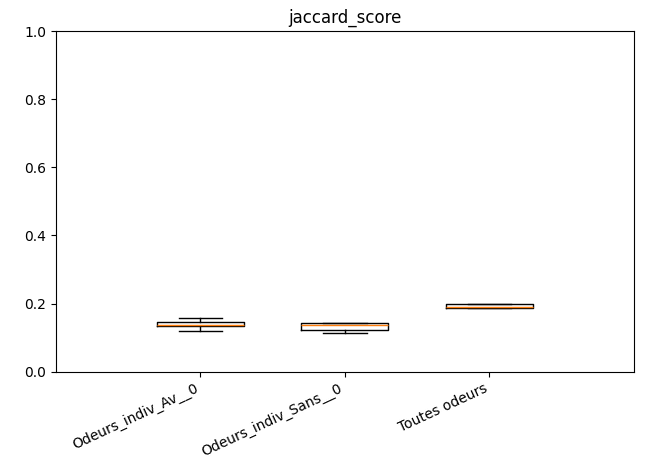 jaccard_score
1.0
0.8
0.6
0.4
0.2
0.0
Odeurs_indiv_Av__0
Odeurs_indiv_Sans__0
Toutes odeurs